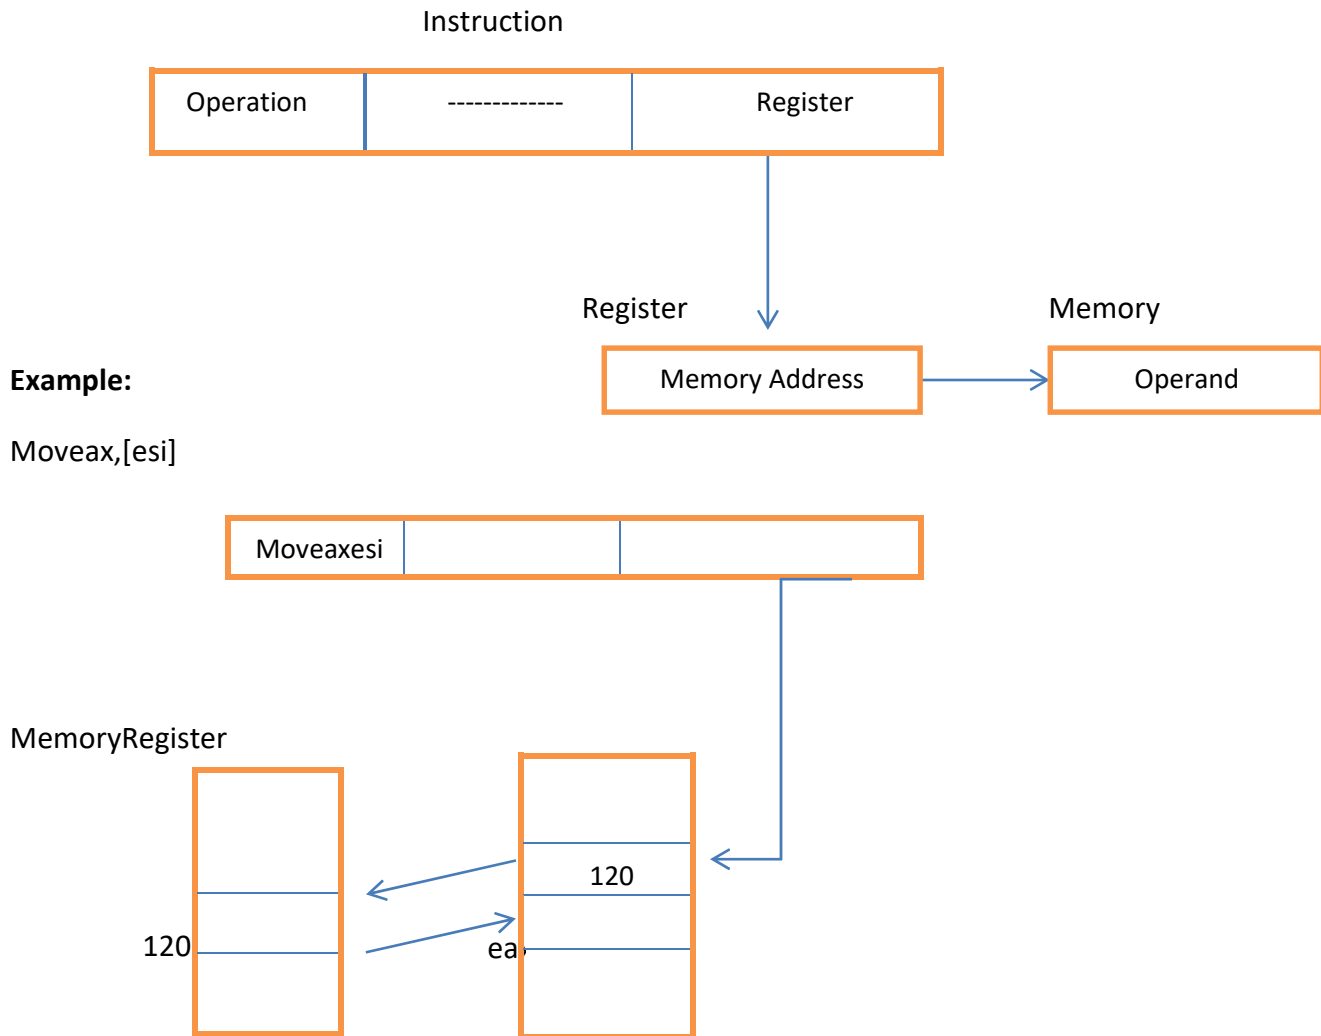 Instruction
Operation ------------- Register
Register Memory
Example: Memory Address Operand
Moveax,[esi]
Moveaxesi
MemoryRegister
120
120